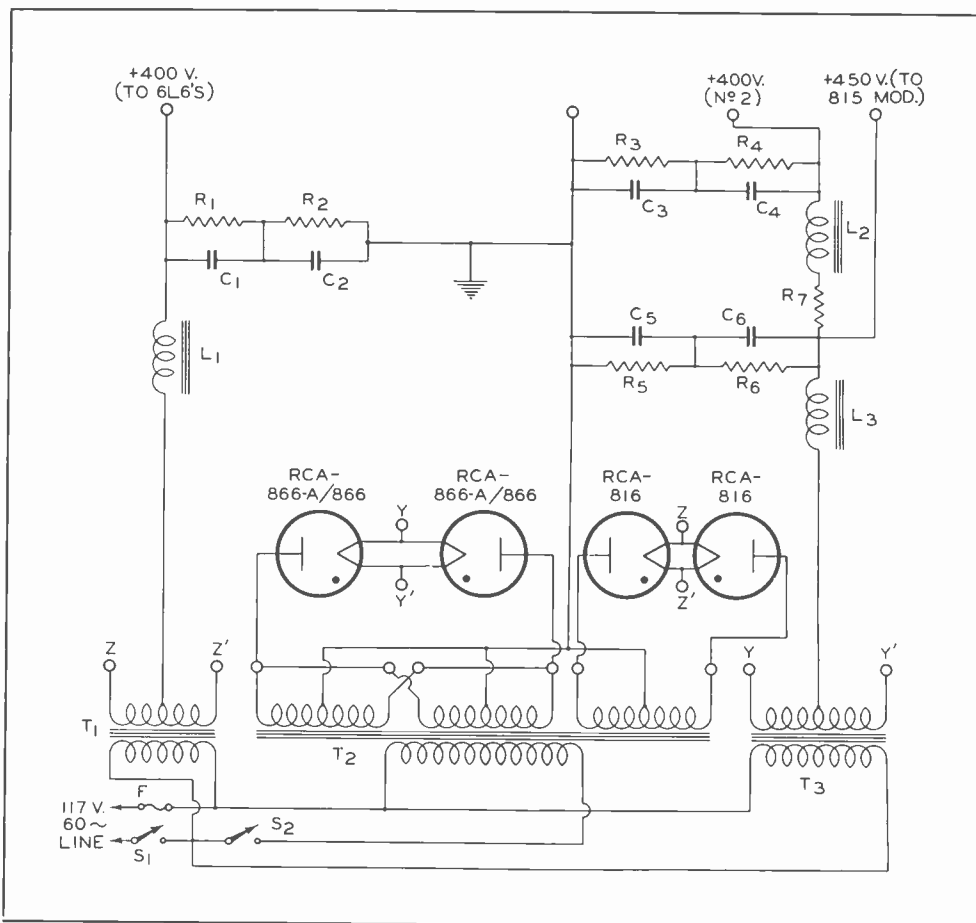 +400 V.
(TO 6L6'S)
+400V.
(Nº 2)
+450 V.(TO
815 MOD.)
R3
R4
R1
R2
C3
C4
L2
C1
C2
R7
C5
C6
L1
R5
R6
L3
RCA-
866-A/866
RCA-
866-A/866
RCA-
816
RCA-
816
Y
Z
Y'
Z'
Z
Z'
Y
Y'
T1
T2
T3
F
117 V.
60~
LINE
S1
S2